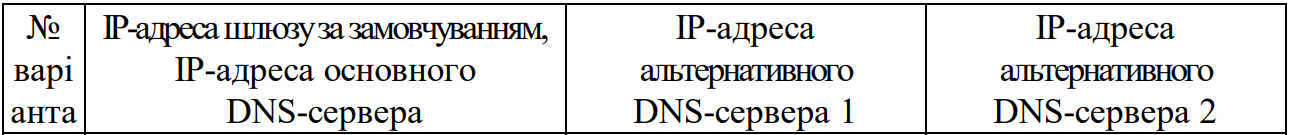 №
варі
анта
IP-адреса шлюзу за замовчуванням,
IP-адреса основного
DNS-сервера
IP-адреса
альтернативного
DNS-сервера 1
IP-адреса
альтернативного
DNS-сервера 2